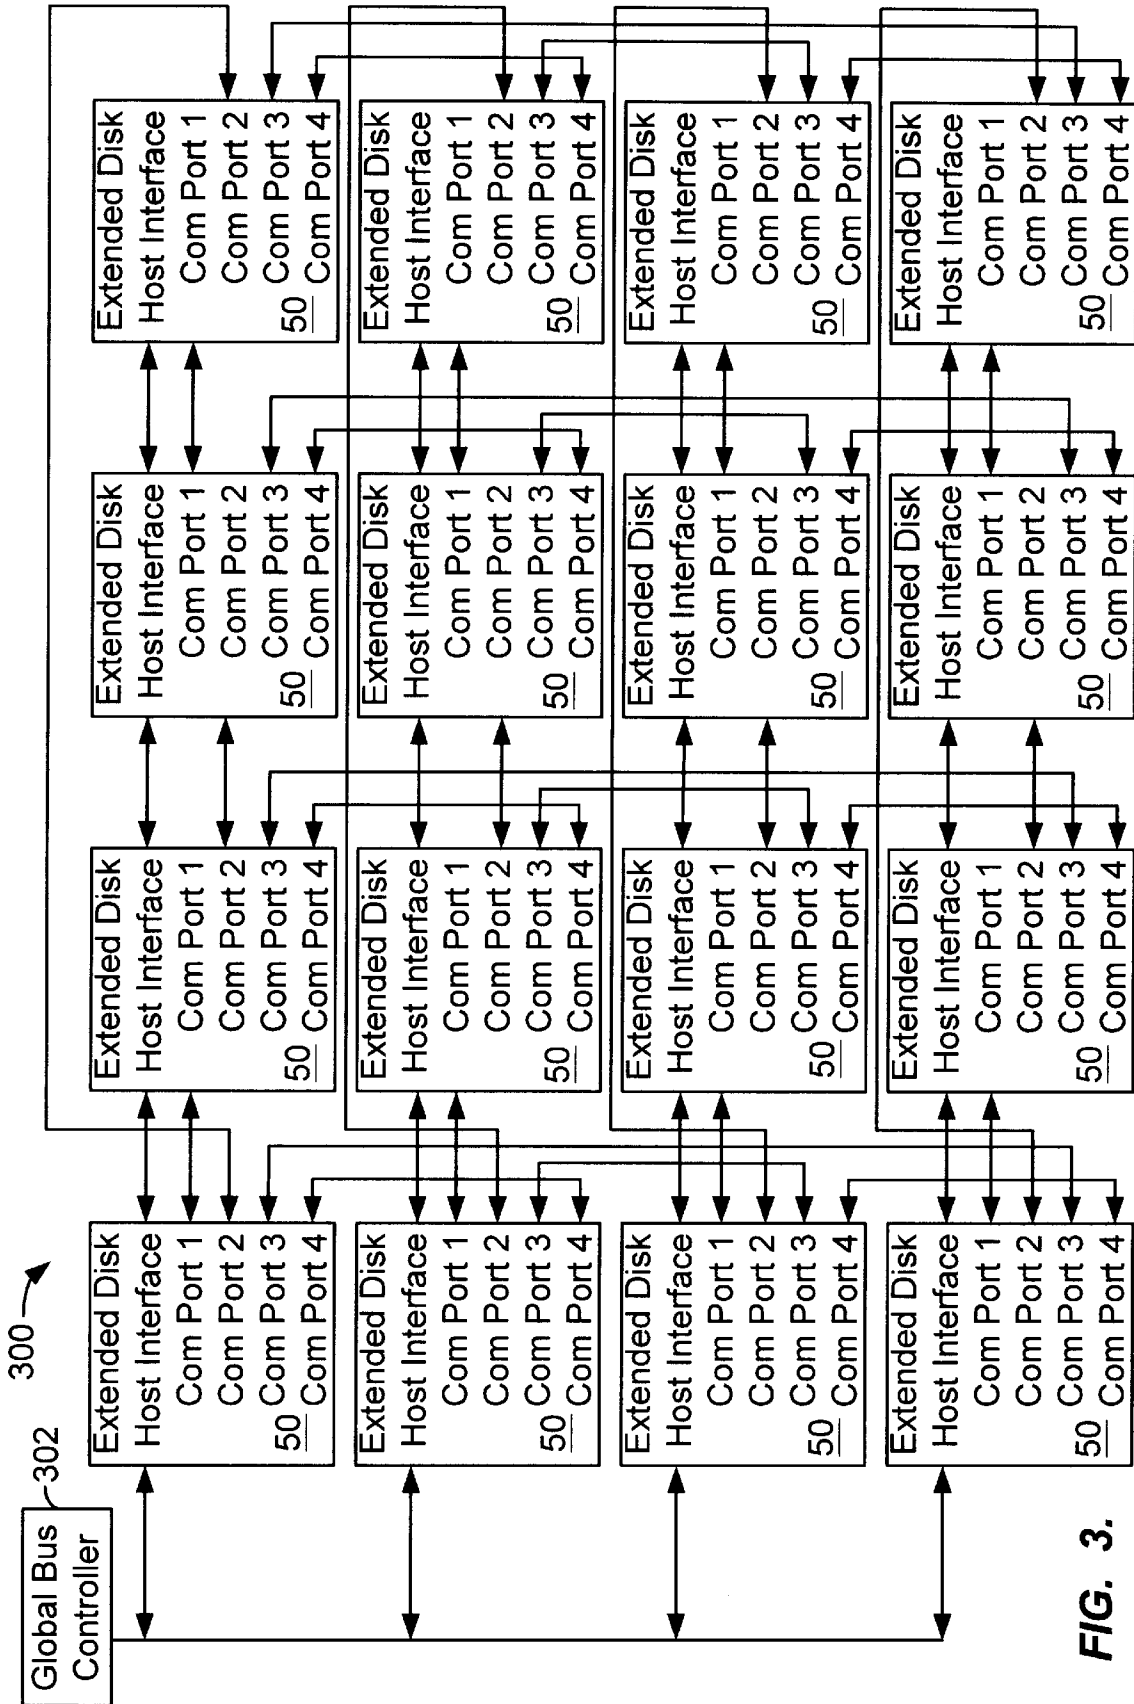 Global Bus
Controller
302
300
Extended Disk
Host Interface
Com Port 1
Com Port 2
Com Port 3
50 Com Port 4
Extended Disk
Host Interface
Com Port 1
Com Port 2
Com Port 3
50 Com Port 4
Extended Disk
Host Interface
Com Port 1
Com Port 2
Com Port 3
50 Com Port 4
Extended Disk
Host Interface
Com Port 1
Com Port 2
Com Port 3
50 Com Port 4
Extended Disk
Host Interface
Com Port 1
Com Port 2
Com Port 3
50 Com Port 4
Extended Disk
Host Interface
Com Port 1
Com Port 2
Com Port 3
50 Com Port 4
Extended Disk
Host Interface
Com Port 1
Com Port 2
Com Port 3
50 Com Port 4
Extended Disk
Host Interface
Com Port 1
Com Port 2
Com Port 3
50 Com Port 4
Extended Disk
Host Interface
Com Port 1
Com Port 2
Com Port 3
50 Com Port 4
Extended Disk
Host Interface
Com Port 1
Com Port 2
Com Port 3
50 Com Port 4
Extended Disk
Host Interface
Com Port 1
Com Port 2
Com Port 3
50 Com Port 4
Extended Disk
Host Interface
Com Port 1
Com Port 2
Com Port 3
50 Com Port 4
Extended Disk
Host Interface
Com Port 1
Com Port 2
Com Port 3
50 Com Port 4
Extended Disk
Host Interface
Com Port 1
Com Port 2
Com Port 3
50 Com Port 4
Extended Disk
Host Interface
Com Port 1
Com Port 2
Com Port 3
50 Com Port 4
Extended Disk
Host Interface
Com Port 1
Com Port 2
Com Port 3
50 Com Port 4
FIG. 3.